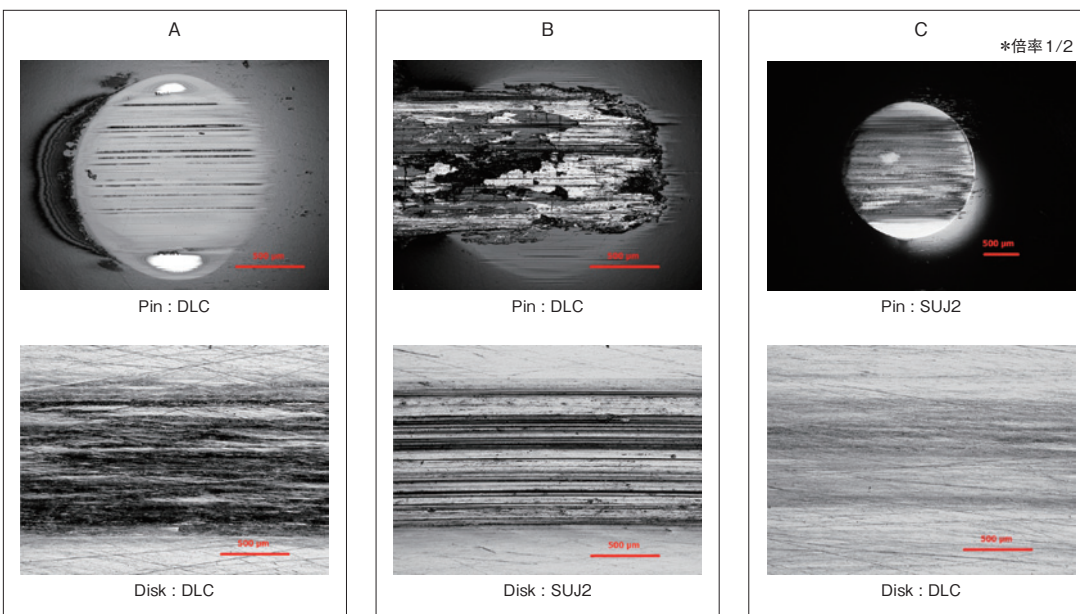 A
500 µm
Pin : DLC
500 µm
Disk : DLC
B
500 µm
Pin : DLC
500 µm
Disk : SUJ2
C
*倍率1/2
500 µm
Pin : SUJ2
500 µm
Disk : DLC